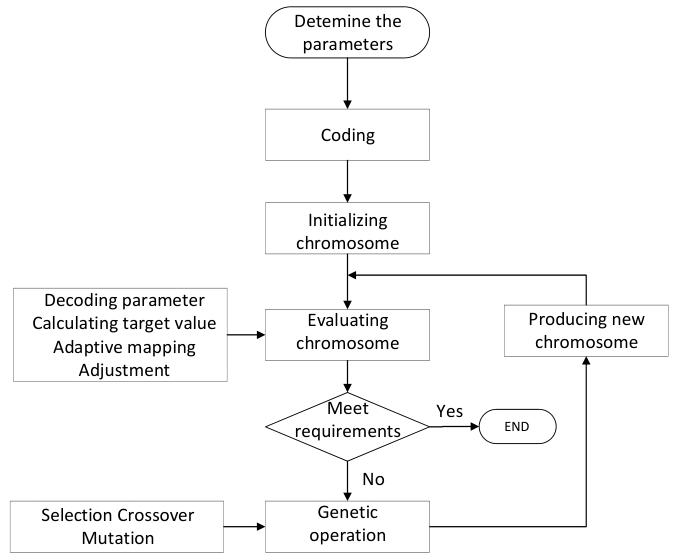 Detemine the
parameters
Coding
Initializing
chromosome
Decoding parameter
Calculating target value
Adaptive mapping
Adjustment
Evaluating
chromosome
Producing new
chromosome
Meet
requirements
Yes
END
No
Selection Crossover
Mutation
Genetic
operation